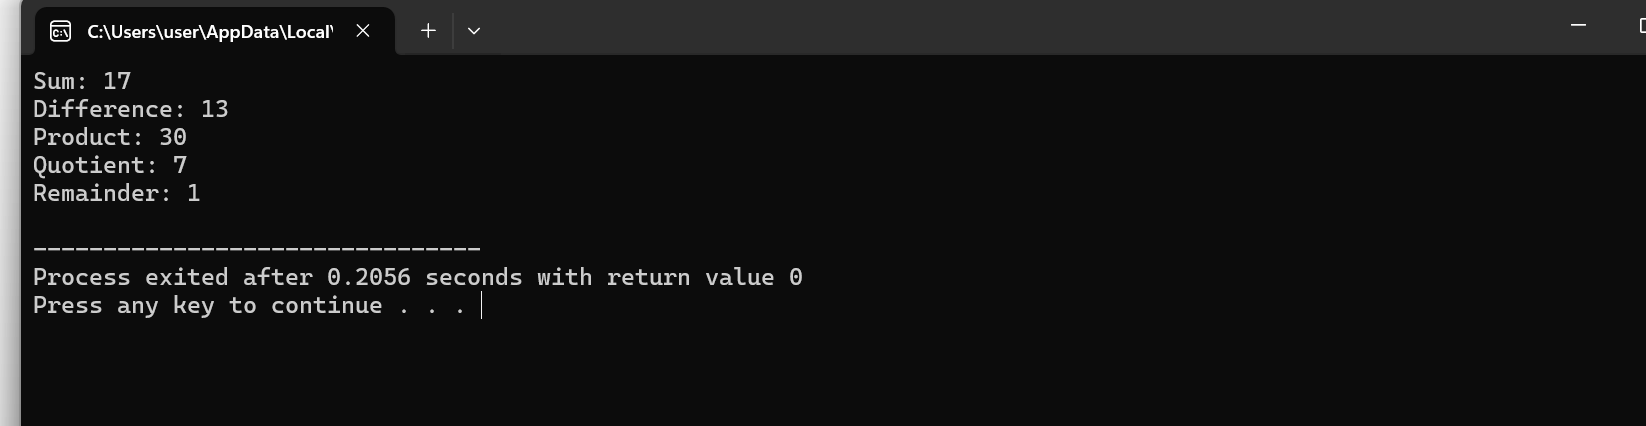 C:\Users\user\AppData\Local\
Sum: 17
Difference: 13
Product: 30
Quotient: 7
Remainder: 1
--------------------------------
Process exited after 0.2056 seconds with return value 0
Press any key to continue . . .